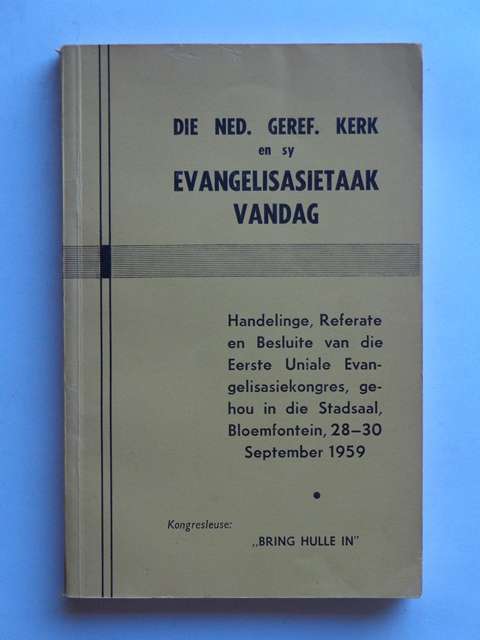 DIE NED. GEREF. KERK
en sy
EVANGELISASIETAAK
VANDAG
Handelinge, Referate
en Besluite van die
Eerste Uniale Evan-
gelisasiekongres, ge-
hou in die Stadsaal,
Bloemfontein, 28–30
September 1959
Kongresleuse:
„BRING HULLE IN"